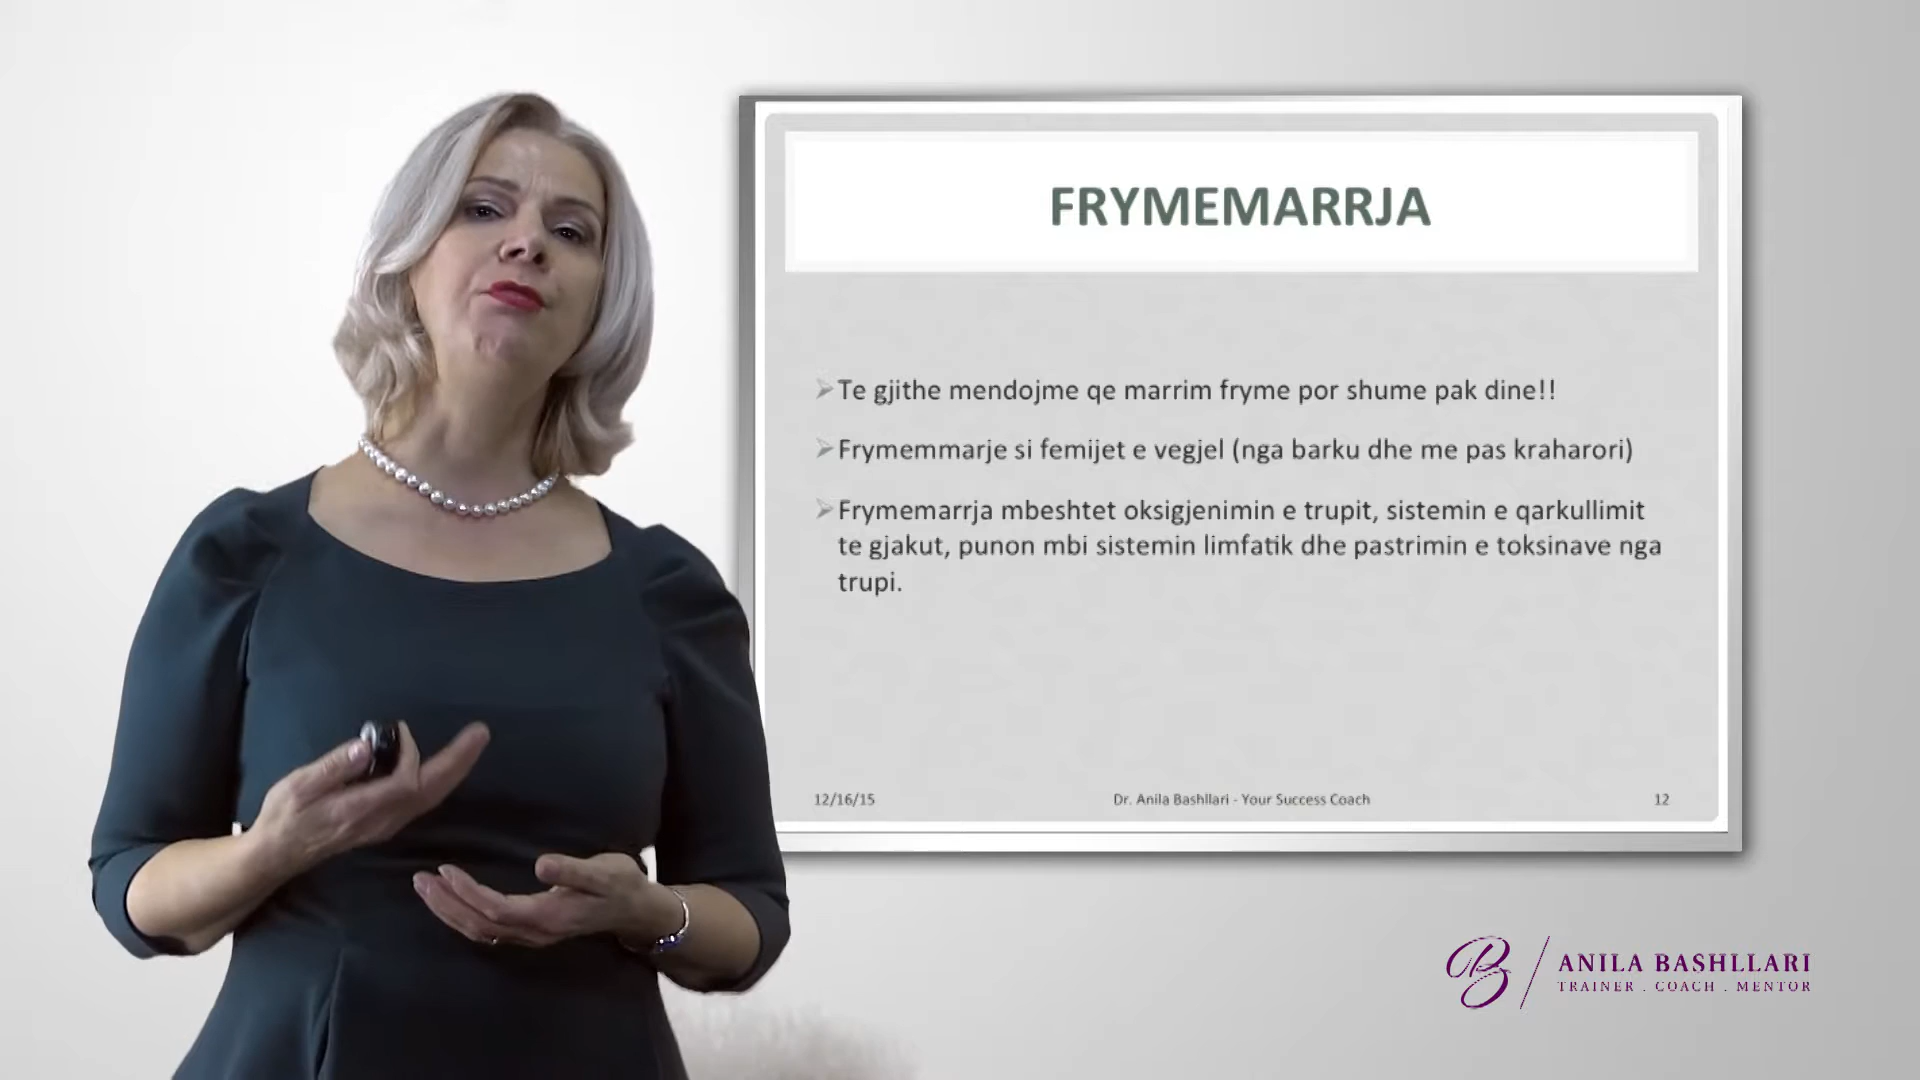 FRYMEMARRJA
Te gjithe mendojme qe marrim fryme por shume pak dine!!
Frymemmarje si femijet e vegjel (nga barku dhe me pas kraharori)
Frymemarrja mbeshtet oksigjenimin e trupit, sistemin e qarkullimit
te gjakut, punon mbi sistemin limfatik dhe pastrimin e toksinave nga
trupi.
12/16/15 Dr. Anila Bashllari - Your Success Coach 12
B ANILA BASHLLARI
TRAINER . COACH . MENTOR